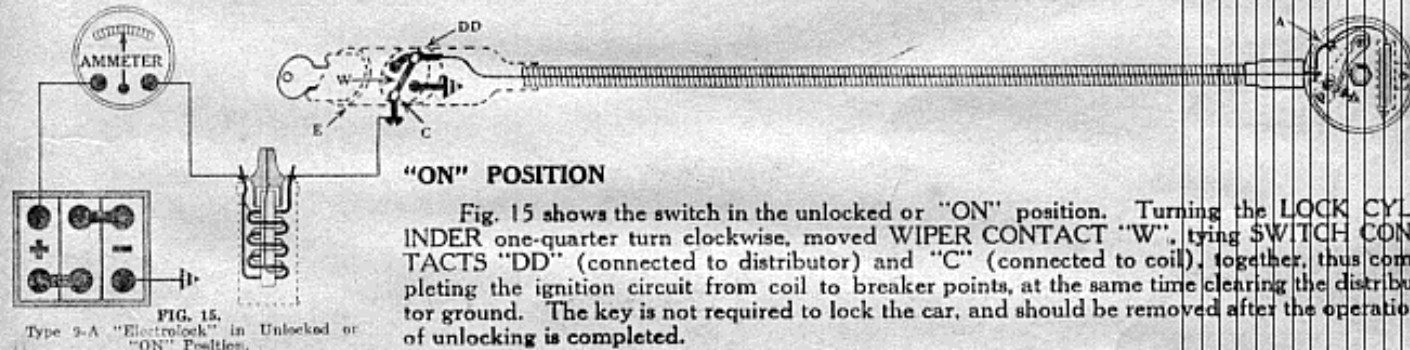 DD
A
AMMETER
W
E
C
"ON" POSITION
Fig. 15 shows the switch in the unlocked or "ON" position. Turning the LOCK CYL
INDER one-quarter turn clockwise, moved WIPER CONTACT "W", tying SWITCH CON
TACTS "DD" (connected to distributor) and "C" (connected to coil), together, thus com
pleting the ignition circuit from coil to breaker points, at the same time clearing the distribu
tor ground. The key is not required to lock the car, and should be removed after the operatio
of unlocking is completed.
+ −
FIG. 15.
Type 9-A "Electrolock" in Unlocked or
"ON" Position.